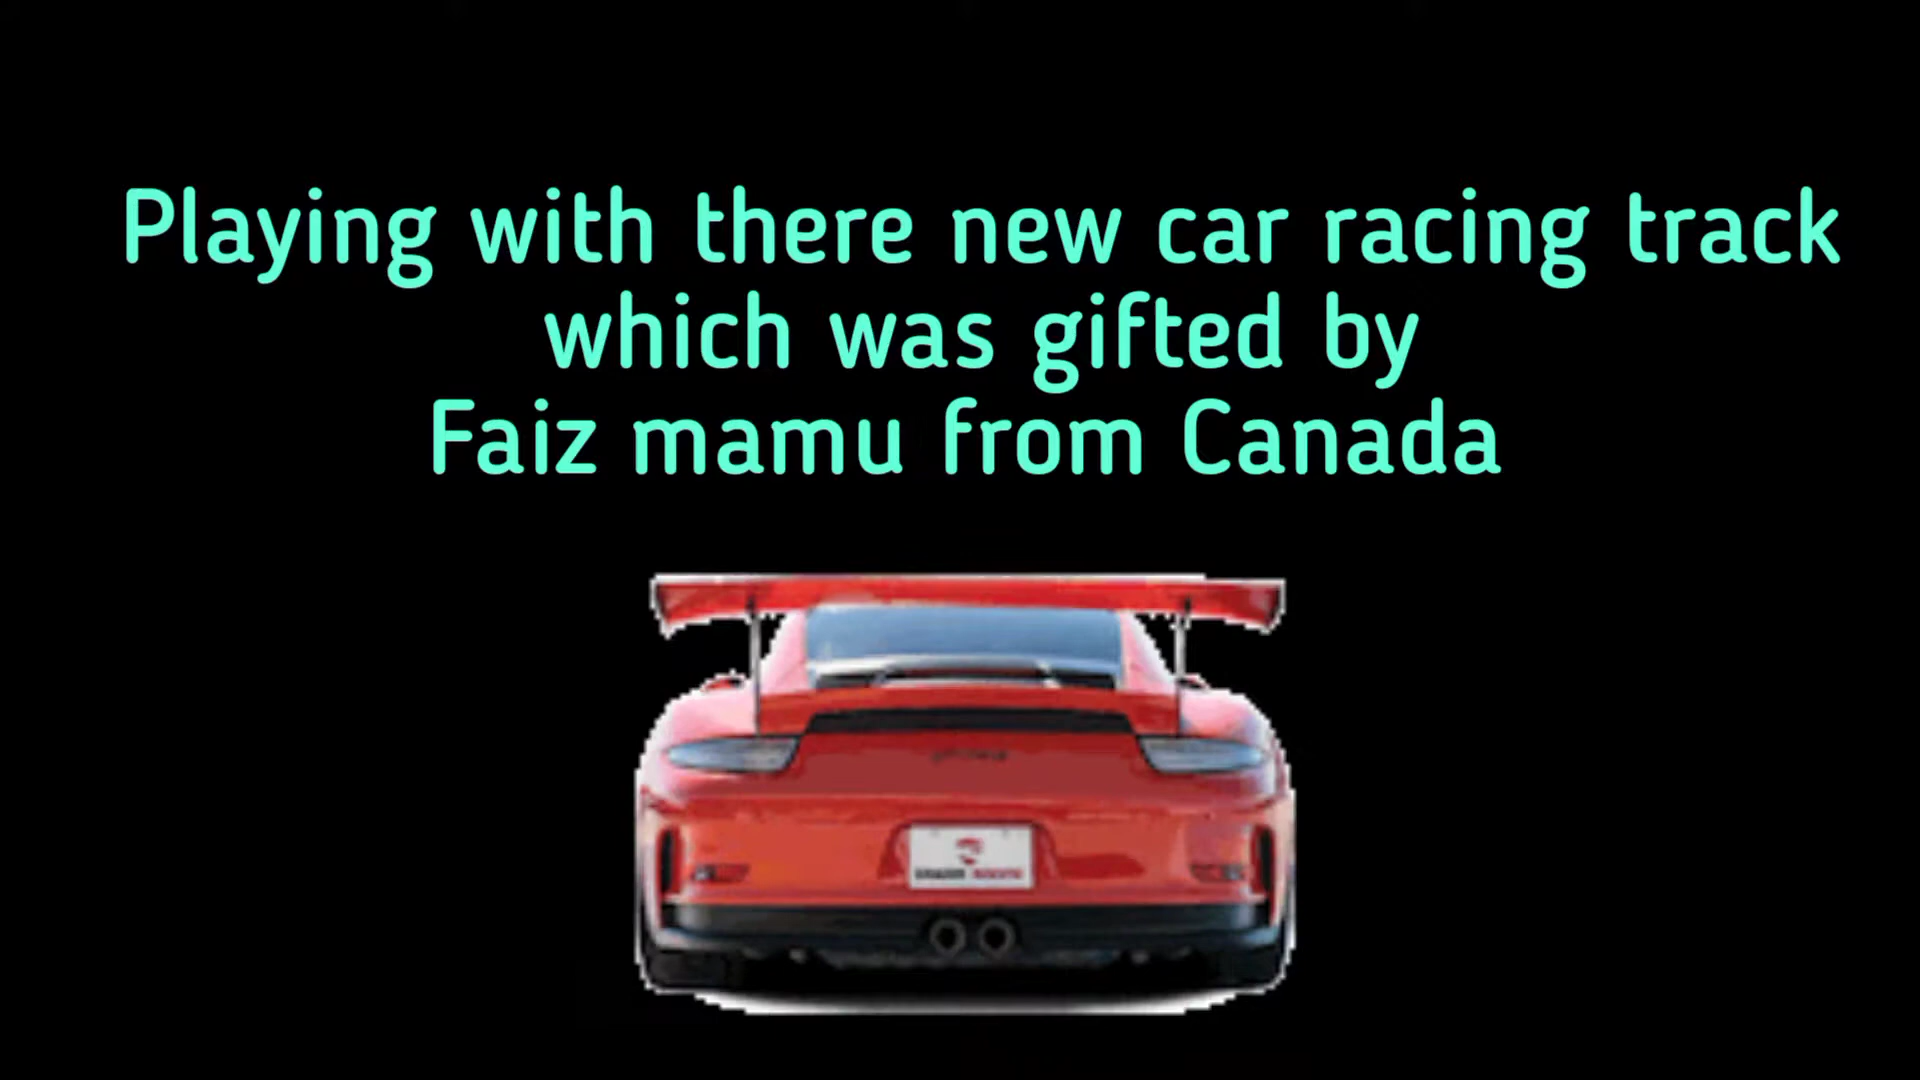 Playing with there new car racing track
which was gifted by
Faiz mamu from Canada